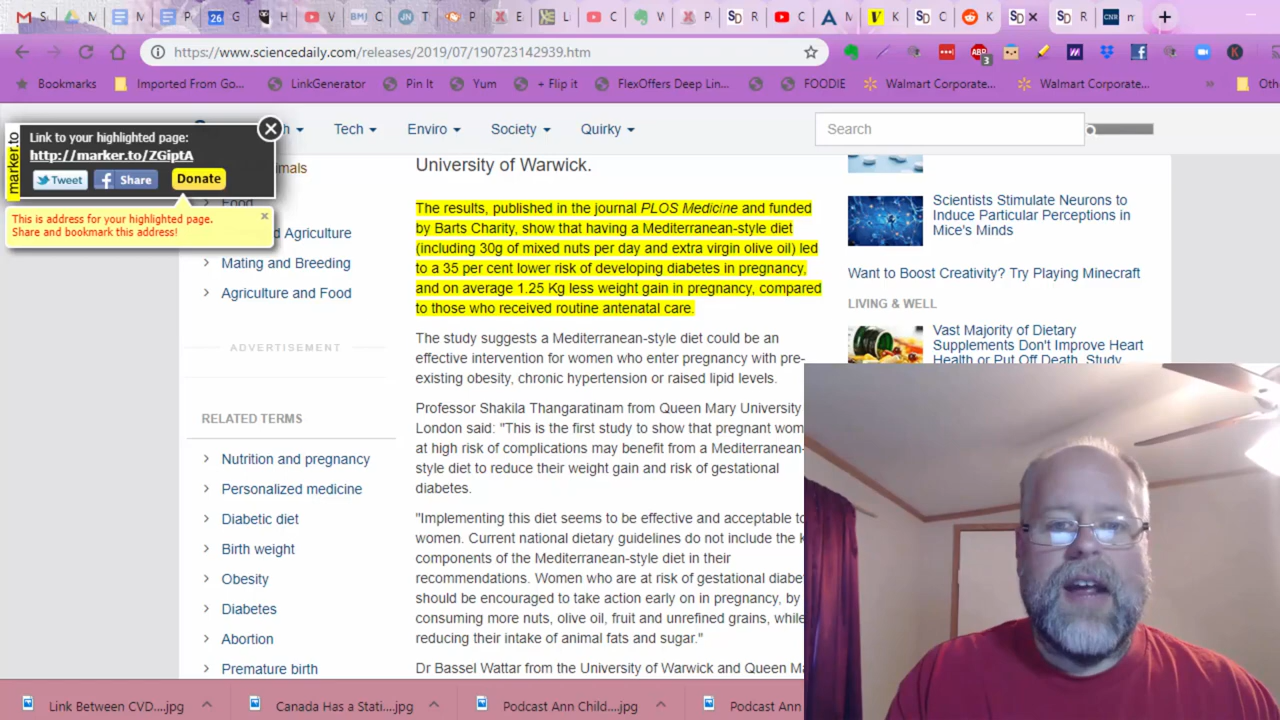 26
https://www.sciencedaily.com/releases/2019/07/190723142939.htm
Bookmarks
Imported From Go...
LinkGenerator
Pin It
Yum
+ Flip it
FlexOffers Deep Lin...
FOODIE
Walmart Corporate...
Walmart Corporate...
Tech
Enviro
Society
Quirky
Search
marker.to
Link to your highlighted page:
http://marker.to/ZGiptA
Tweet
Share
Donate
This is address for your highlighted page.
Share and bookmark this address!
Food
Mating and Breeding
Agriculture and Food
ADVERTISEMENT
RELATED TERMS
Nutrition and pregnancy
Personalized medicine
Diabetic diet
Birth weight
Obesity
Diabetes
Abortion
Premature birth
University of Warwick.
The results, published in the journal PLOS Medicine and funded
by Barts Charity, show that having a Mediterranean-style diet
(including 30g of mixed nuts per day and extra virgin olive oil) led
to a 35 per cent lower risk of developing diabetes in pregnancy,
and on average 1.25 Kg less weight gain in pregnancy, compared
to those who received routine antenatal care.
The study suggests a Mediterranean-style diet could be an
effective intervention for women who enter pregnancy with pre-
existing obesity, chronic hypertension or raised lipid levels.
Professor Shakila Thangaratinam from Queen Mary University
London said: "This is the first study to show that pregnant wom
at high risk of complications may benefit from a Mediterranean-
style diet to reduce their weight gain and risk of gestational
diabetes.
"Implementing this diet seems to be effective and acceptable to
women. Current national dietary guidelines do not include the k
components of the Mediterranean-style diet in their
recommendations. Women who are at risk of gestational diabe
should be encouraged to take action early on in pregnancy, by
consuming more nuts, olive oil, fruit and unrefined grains, while
reducing their intake of animal fats and sugar."
Dr Bassel Wattar from the University of Warwick and Queen Ma
Scientists Stimulate Neurons to
Induce Particular Perceptions in
Mice's Minds
Want to Boost Creativity? Try Playing Minecraft
LIVING & WELL
Vast Majority of Dietary
Supplements Don't Improve Heart
Health or Put Off Death, Study
Link Between CVD....jpg
Canada Has a Stati....jpg
Podcast Ann Child....jpg
Podcast Ann